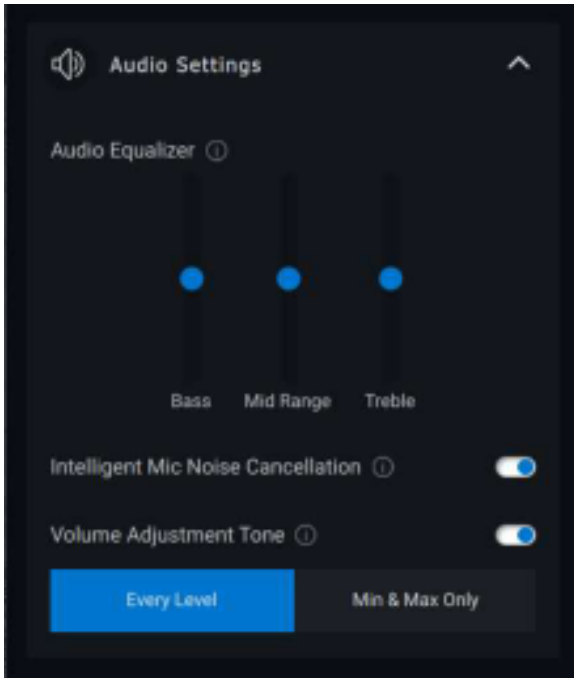 Audio Settings
Audio Equalizer
Bass Mid Range Treble
Intelligent Mic Noise Cancellation
Volume Adjustment Tone
Every Level Min & Max Only